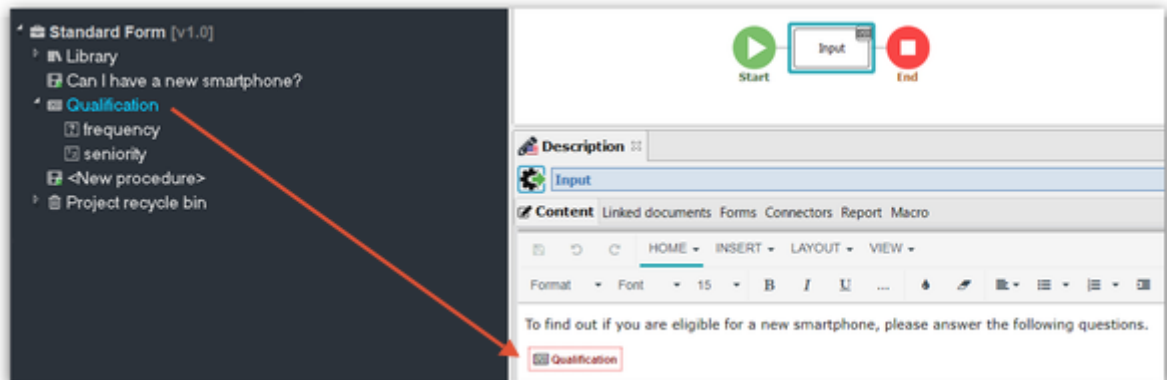 Standard Form [v1.0]
Library
Can I have a new smartphone?
Qualification
frequency
seniority
<New procedure>
Project recycle bin
Input
Start
End
Description
Input
Content Linked documents Forms Connectors Report Macro
HOME INSERT LAYOUT VIEW
Format Font 15 B I U ...
To find out if you are eligible for a new smartphone, please answer the following questions.
Qualification